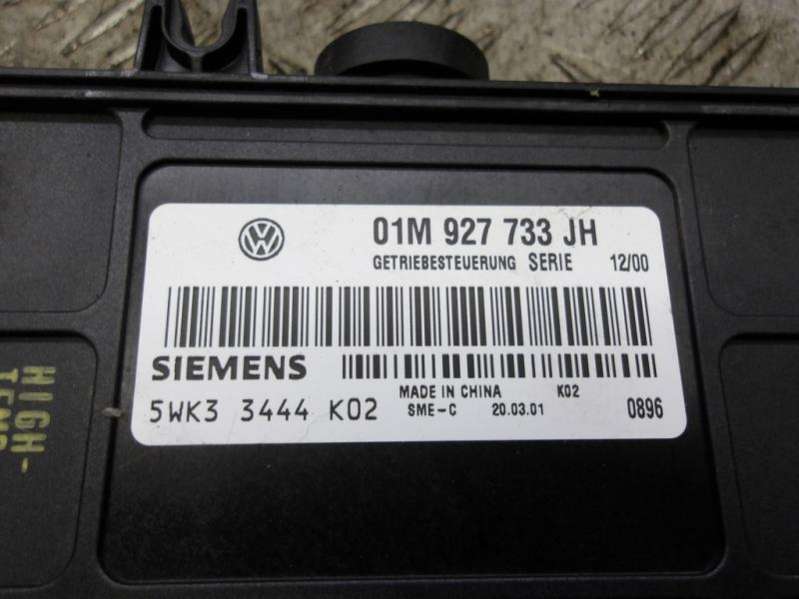 01M 927 733 JH
GETRIEBESTEUERUNG SERIE 12/00
SIEMENS
MADE IN CHINA K02
5WK3 3444 K02 SME-C 20.03.01 0896
HIGH-